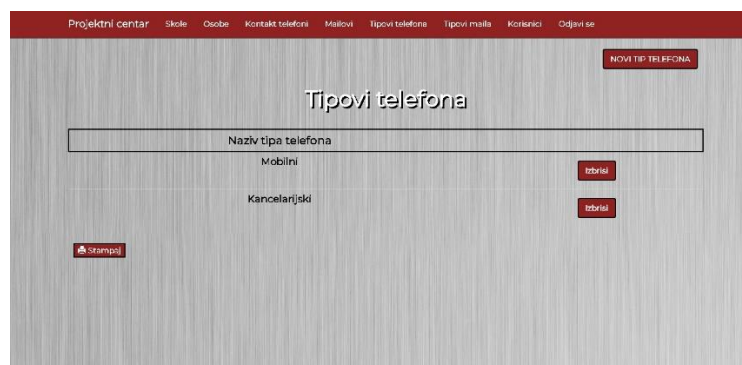 Projektni centar Skole Osobe Kontakt telefoni Mailovi Tipovi telefona Tipovi maila Korisnici Odjavi se
NOVI TIP TELEFONA
Tipovi telefona
Naziv tipa telefona
Mobilni Izbrisi
Kancelarijski Izbrisi
Stampaj